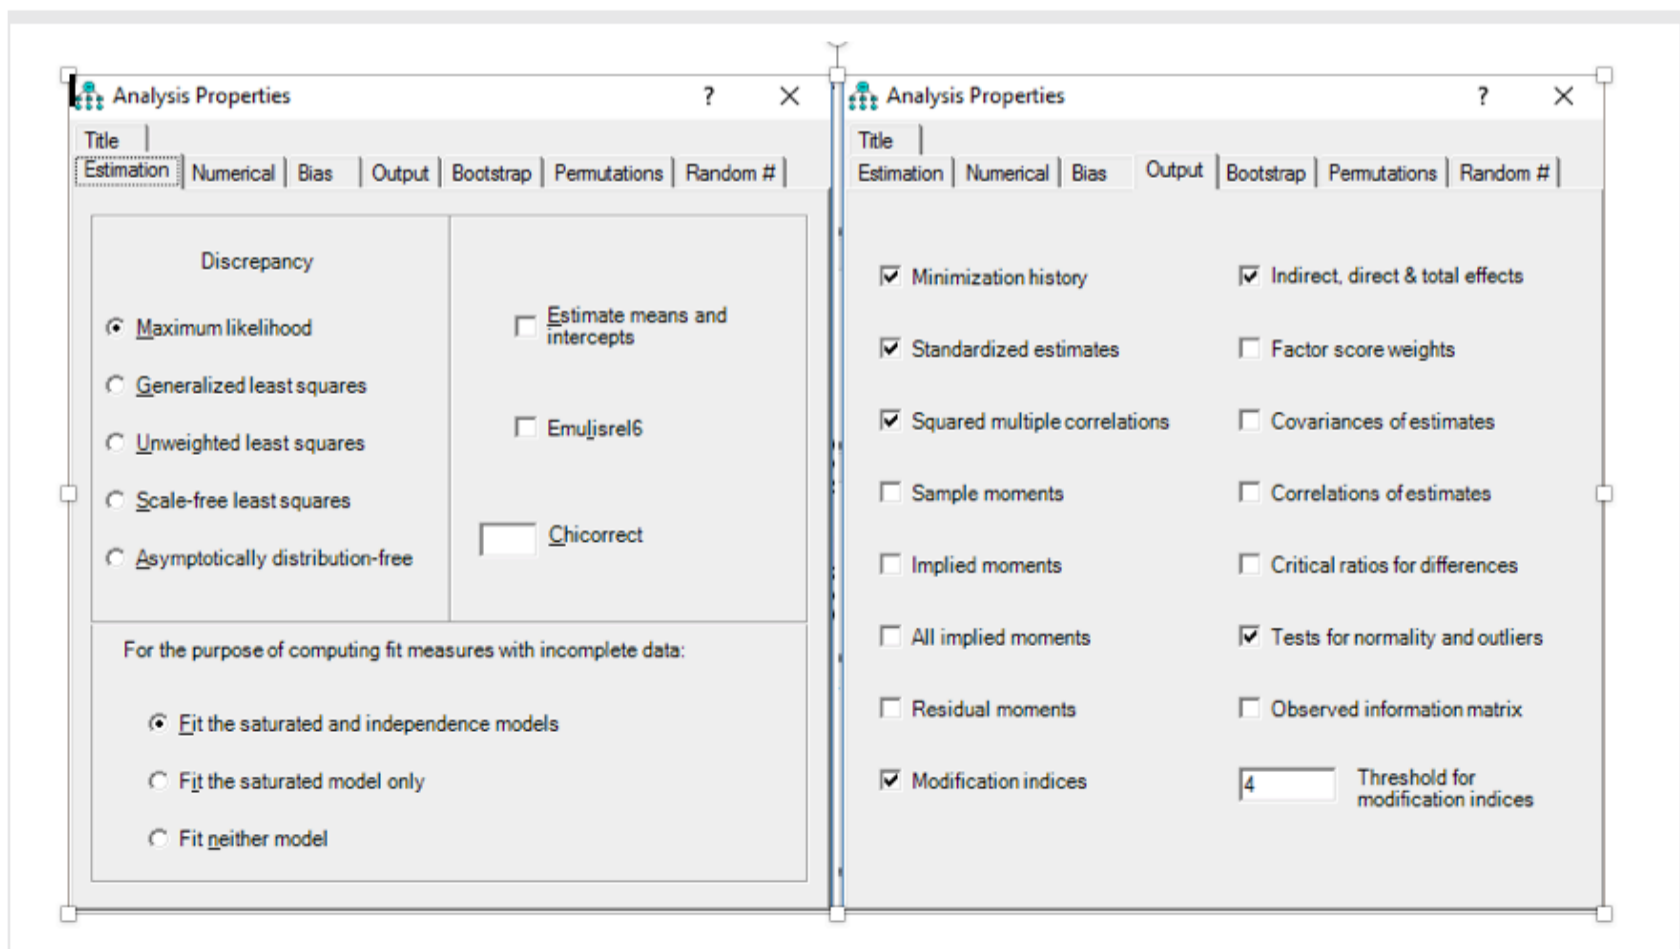 Analysis Properties ? ×
Title
Estimation Numerical Bias Output Bootstrap Permutations Random #
Discrepancy
Maximum likelihood
Generalized least squares
Unweighted least squares
Scale-free least squares
Asymptotically distribution-free
Estimate means and
intercepts
Emulisrel6
Chicorrect
For the purpose of computing fit measures with incomplete data:
Fit the saturated and independence models
Fit the saturated model only
Fit neither model
Analysis Properties ? ×
Title
Estimation Numerical Bias Output Bootstrap Permutations Random #
Minimization history
Standardized estimates
Squared multiple correlations
Sample moments
Implied moments
All implied moments
Residual moments
Modification indices
Indirect, direct & total effects
Factor score weights
Covariances of estimates
Correlations of estimates
Critical ratios for differences
Tests for normality and outliers
Observed information matrix
4 Threshold for
modification indices